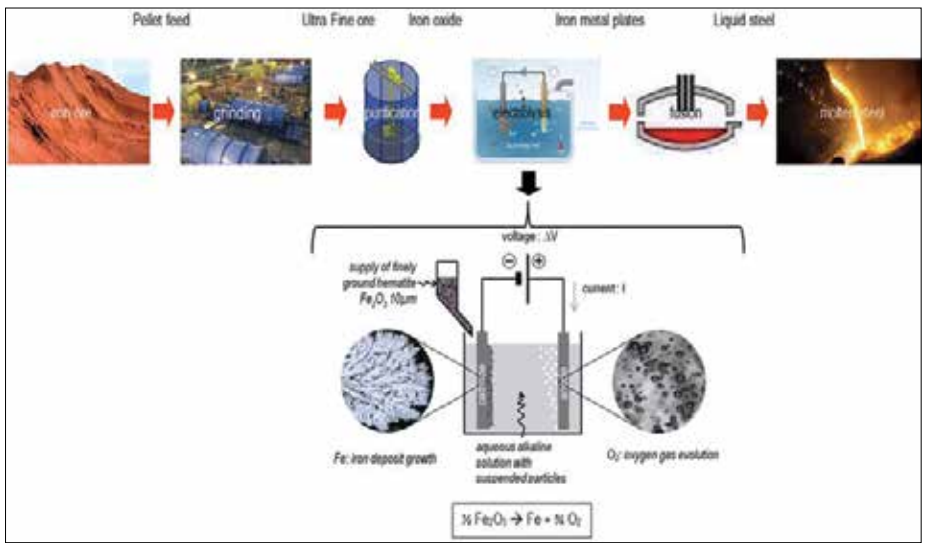 Pellet feed
Ultra Fine ore
Iron oxide
Iron metal plates
Liquid steel
iron ore
grinding
purification
electrolysis
fusion
molten steel
voltage : ΔV
supply of finely
ground hematite
Fe₂O₃ 10µm
⊖ ⊕
current : I
Fe: iron deposit growth
aqueous alkaline
solution with
suspended particles
O₂: oxygen gas evolution
½ Fe₂O₃ → Fe + ¾ O₂